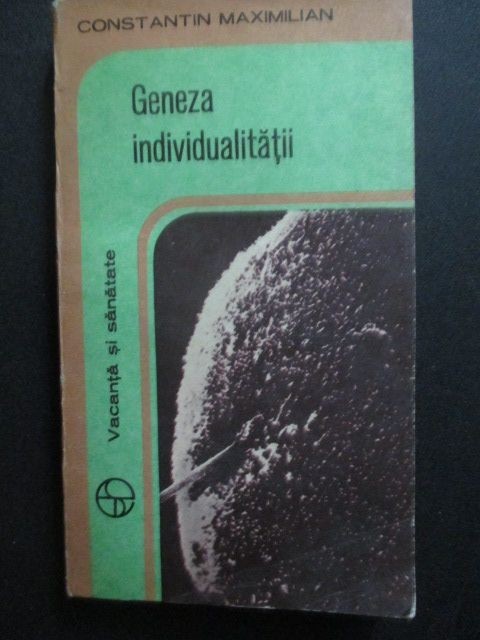 CONSTANTIN MAXIMILIAN
Geneza
individualității
Vacanță și sănătate